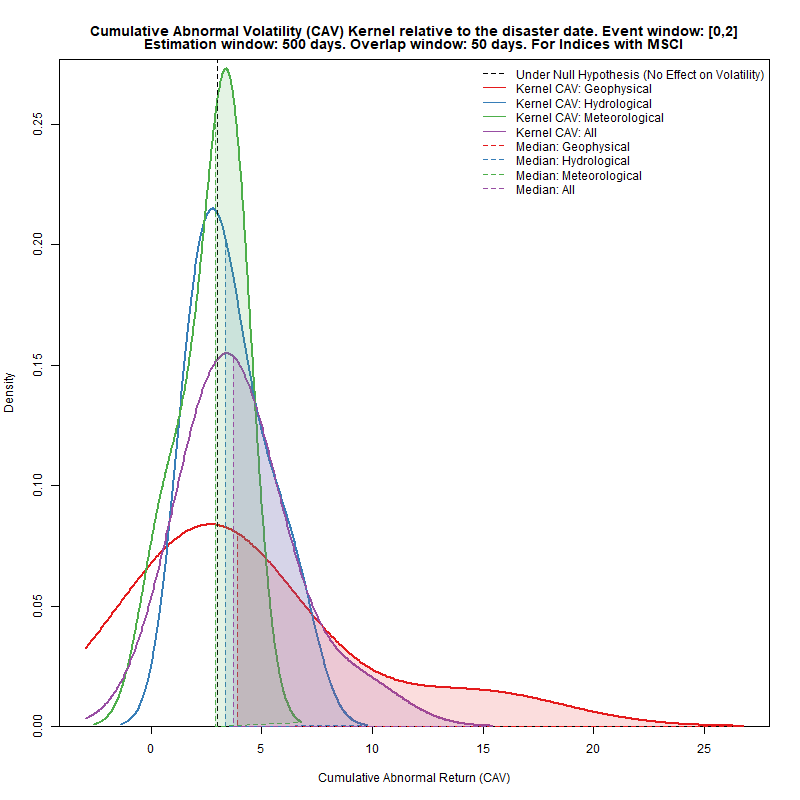 Cumulative Abnormal Volatility (CAV) Kernel relative to the disaster date. Event window: [0,2]
Estimation window: 500 days. Overlap window: 50 days. For Indices with MSCI
Under Null Hypothesis (No Effect on Volatility)
Kernel CAV: Geophysical
Kernel CAV: Hydrological
Kernel CAV: Meteorological
Kernel CAV: All
Median: Geophysical
Median: Hydrological
Median: Meteorological
Median: All
Density
0.25
0.20
0.15
0.10
0.05
0.00
0 5 10 15 20 25
Cumulative Abnormal Return (CAV)